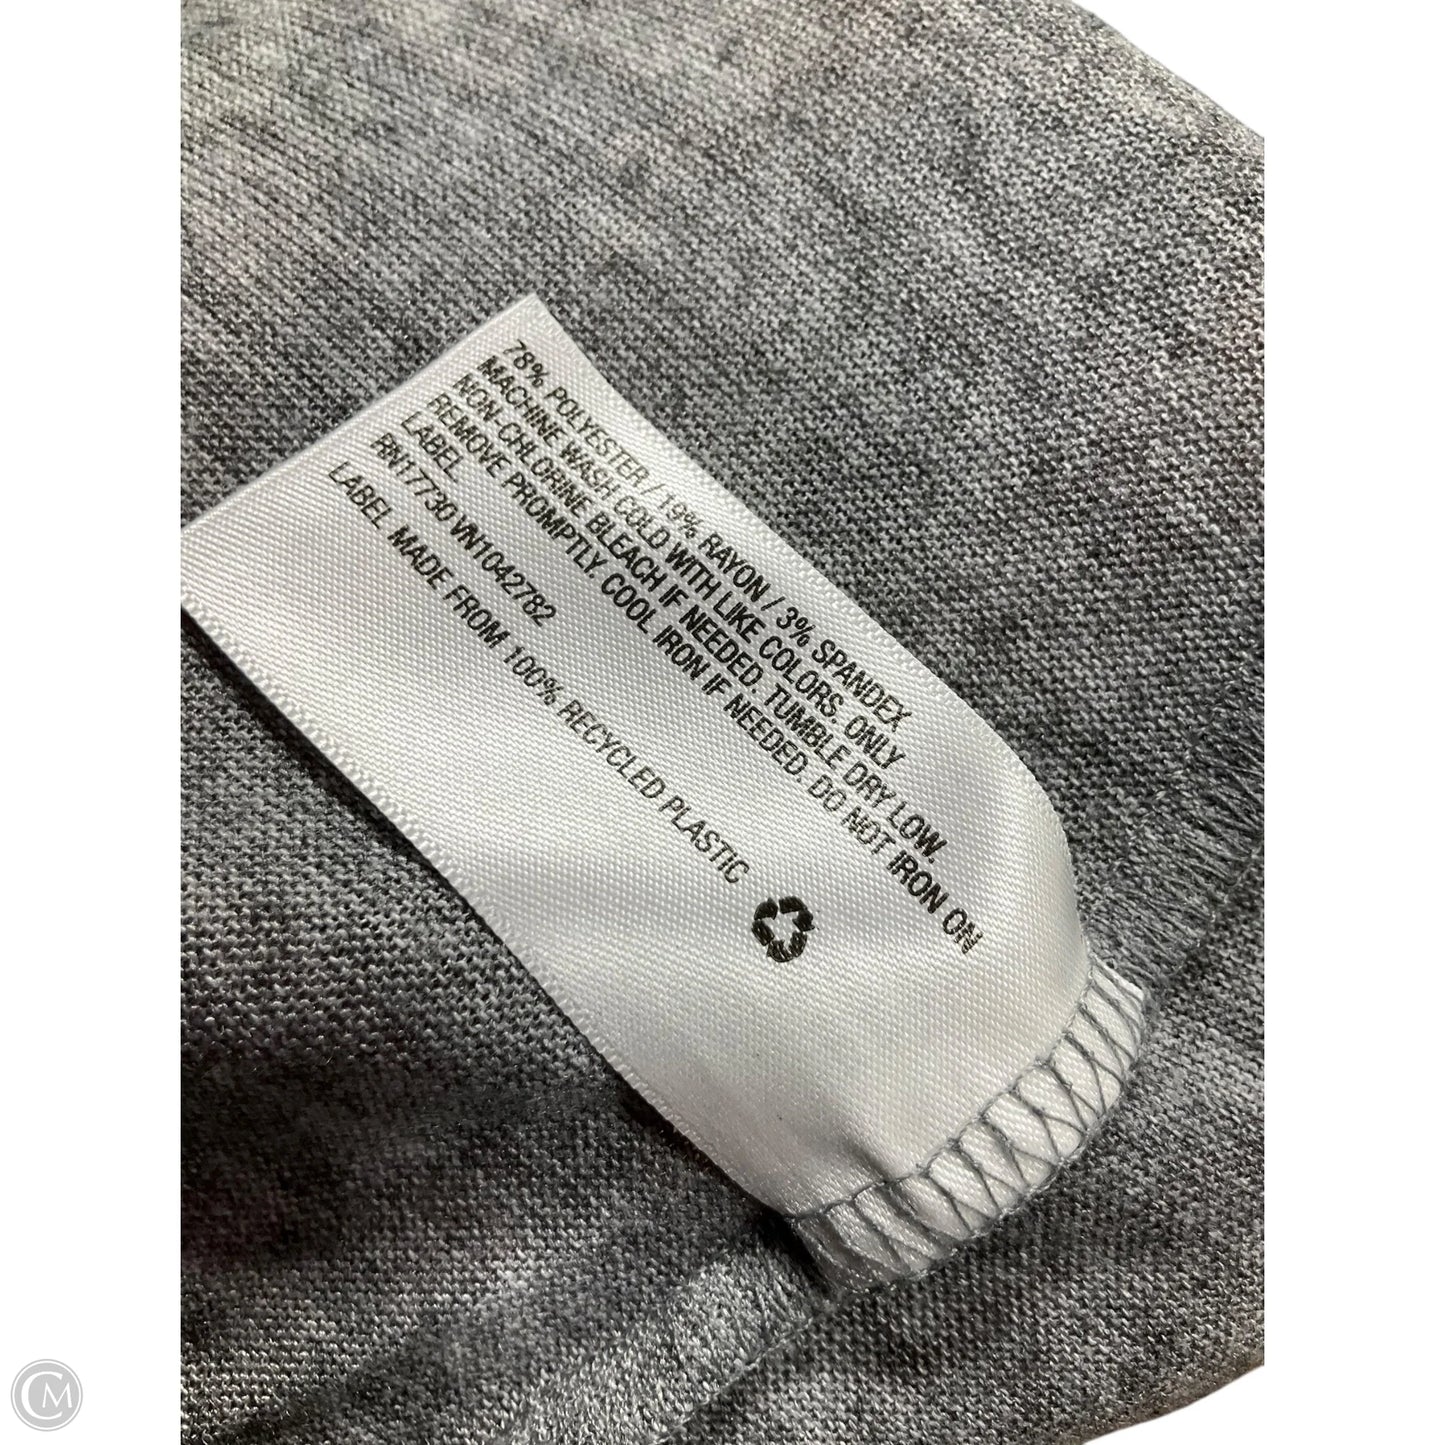 78% POLYESTER / 19% RAYON / 3% SPANDEX
MACHINE WASH COLD WITH LIKE COLORS. ONLY
NON-CHLORINE BLEACH IF NEEDED. TUMBLE DRY LOW.
REMOVE PROMPTLY. COOL IRON IF NEEDED. DO NOT IRON ON
LABEL
RN17730 VN1042782
LABEL MADE FROM 100% RECYCLED PLASTIC
CM